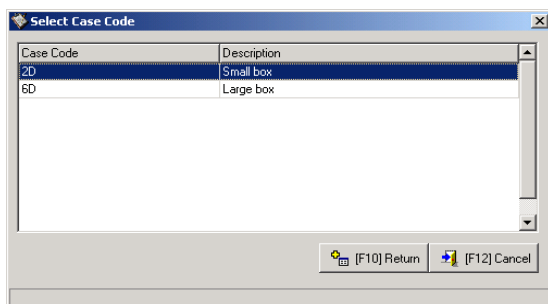 Select Case Code
Case Code Description
2D Small box
6D Large box
[F10] Return [F12] Cancel